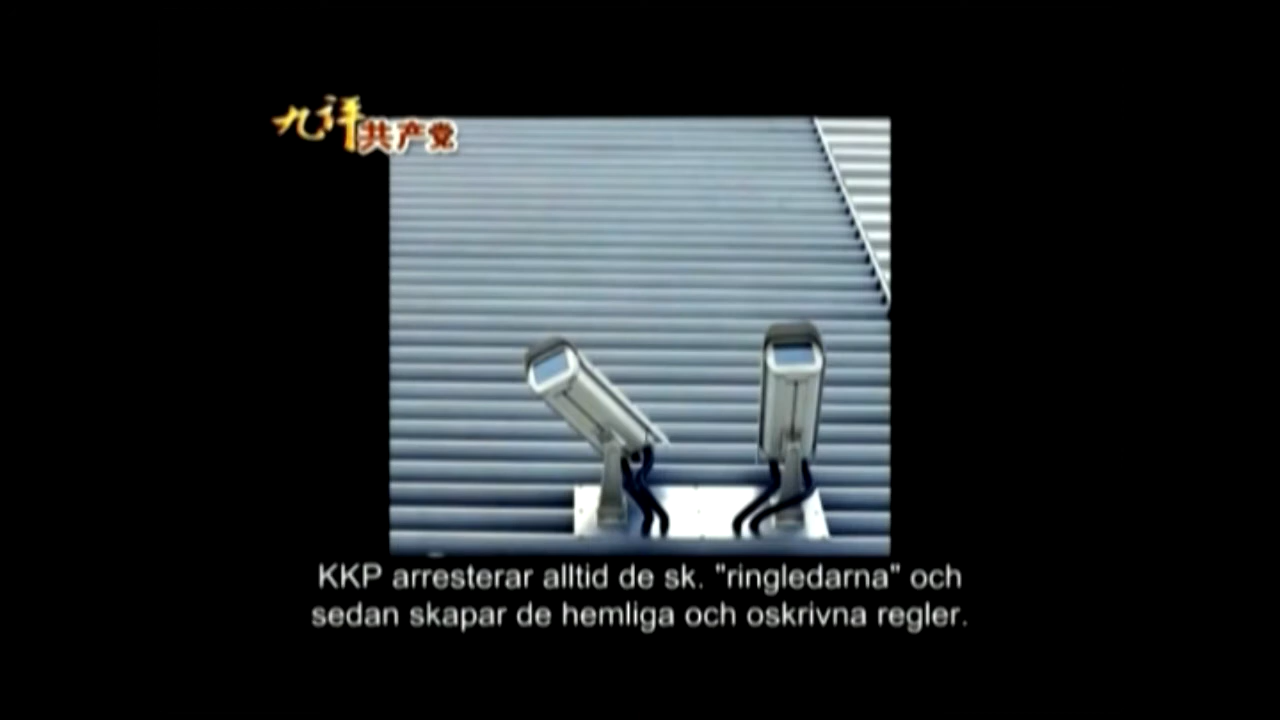 九评共产党
KKP arresterar alltid de sk. "ringledarna" och
sedan skapar de hemliga och oskrivna regler.